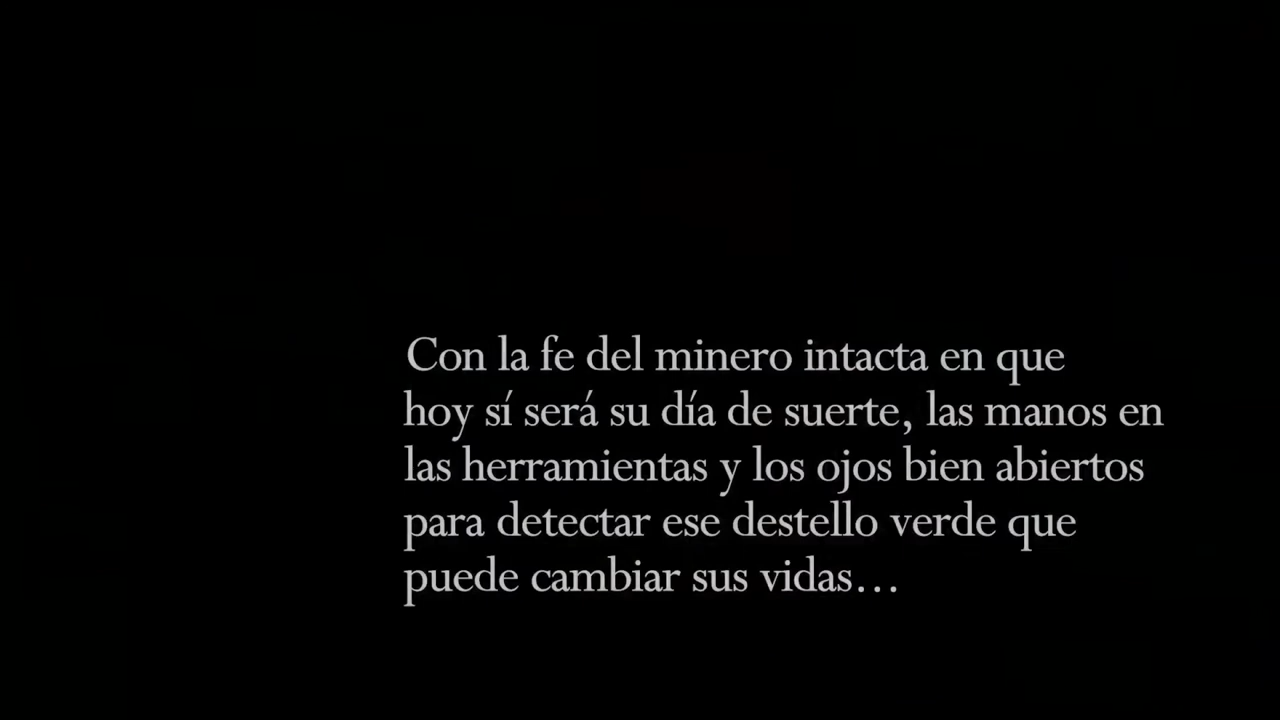 Con la fe del minero intacta en que
hoy sí será su día de suerte, las manos en
las herramientas y los ojos bien abiertos
para detectar ese destello verde que
puede cambiar sus vidas…